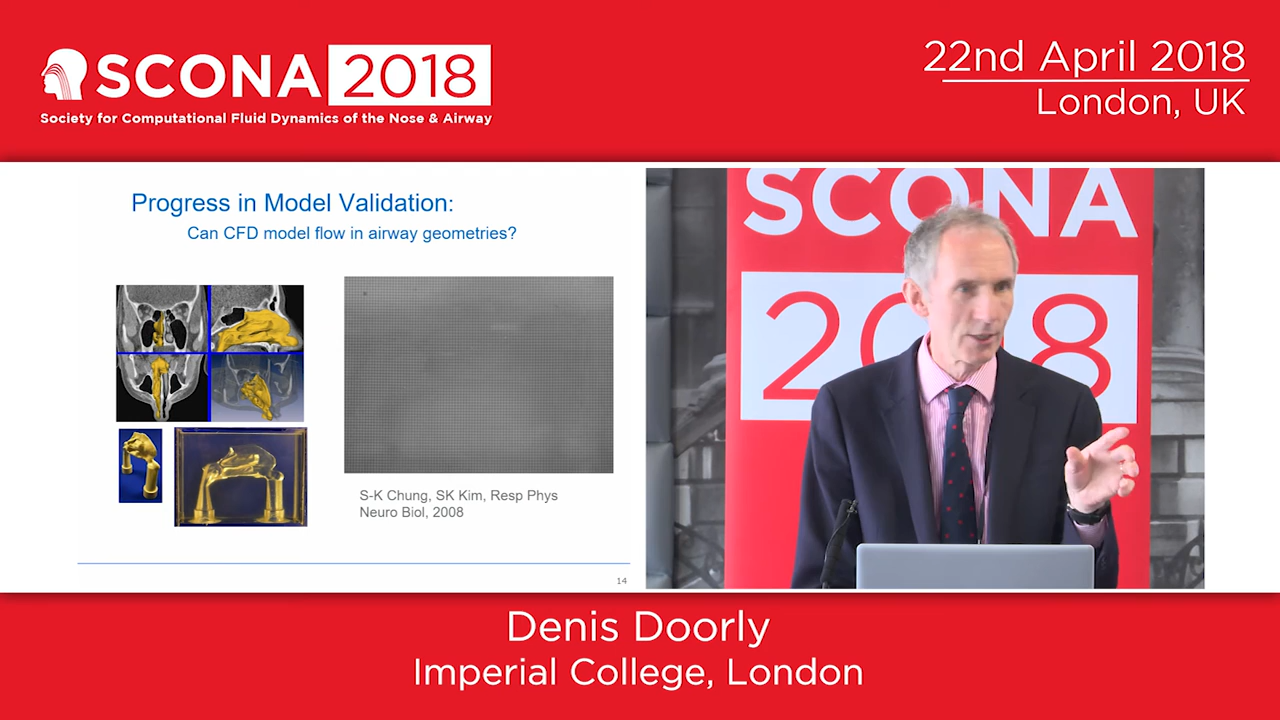 SCONA 2018
Society for Computational Fluid Dynamics of the Nose & Airway
22nd April 2018
London, UK
Progress in Model Validation:
Can CFD model flow in airway geometries?
S-K Chung, SK Kim, Resp Phys
Neuro Biol, 2008
14
SCONA
2018
Denis Doorly
Imperial College, London